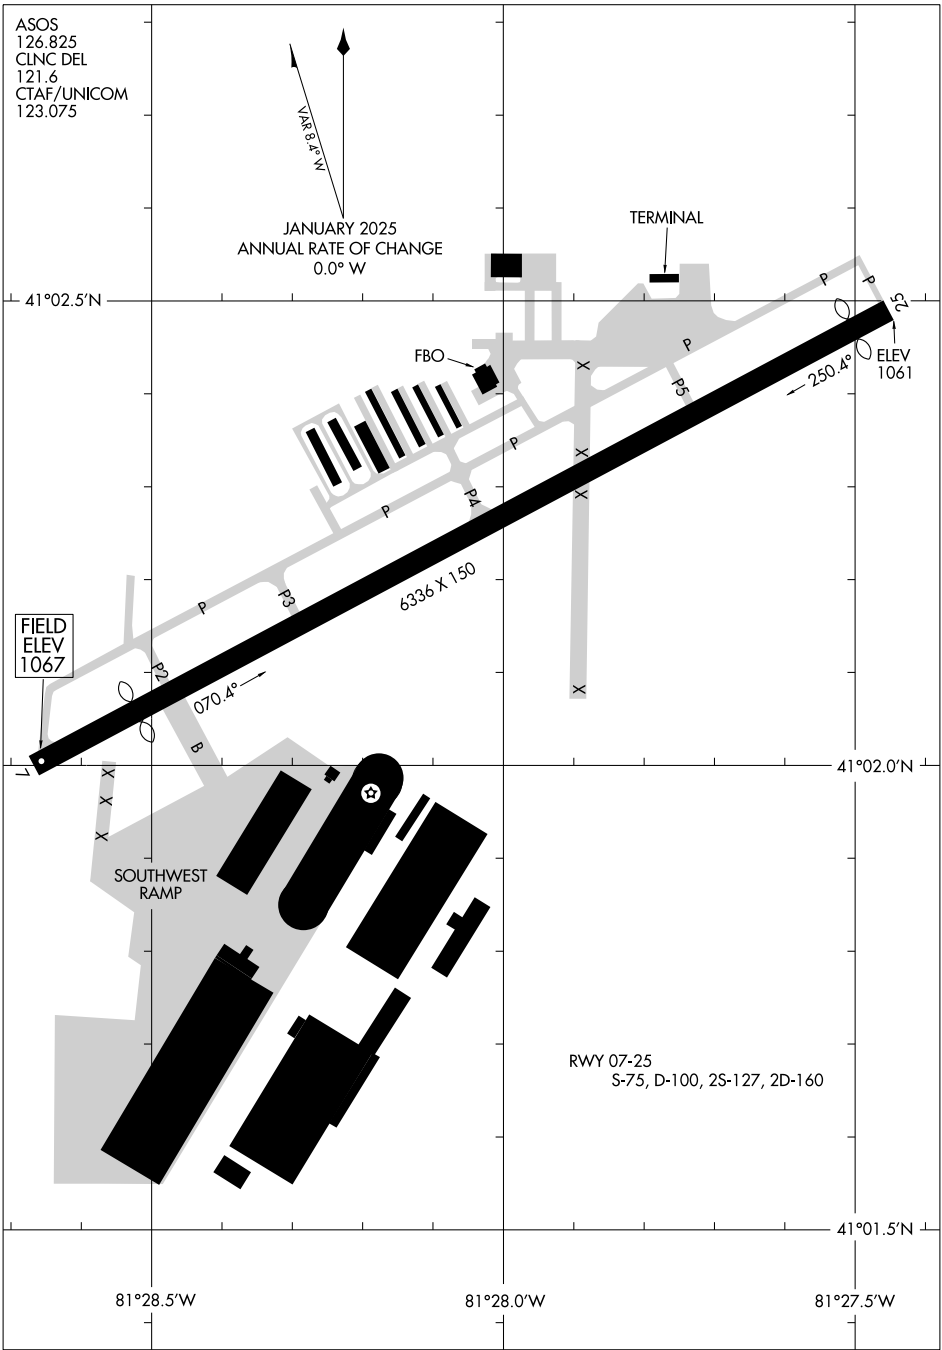 ASOS
126.825
CLNC DEL
121.6
CTAF/UNICOM
123.075
VAR 8.4° W
JANUARY 2025
ANNUAL RATE OF CHANGE
0.0° W
TERMINAL
41°02.5'N
P
P
25
ELEV
1061
250.4°
FBO
P
P5
X
P
X
X
P4
P
6336 X 150
P3
P
FIELD
ELEV
1067
P2
070.4°
X
B
7
41°02.0'N
X
X
X
SOUTHWEST
RAMP
RWY 07-25
S-75, D-100, 2S-127, 2D-160
41°01.5'N
81°28.5'W
81°28.0'W
81°27.5'W